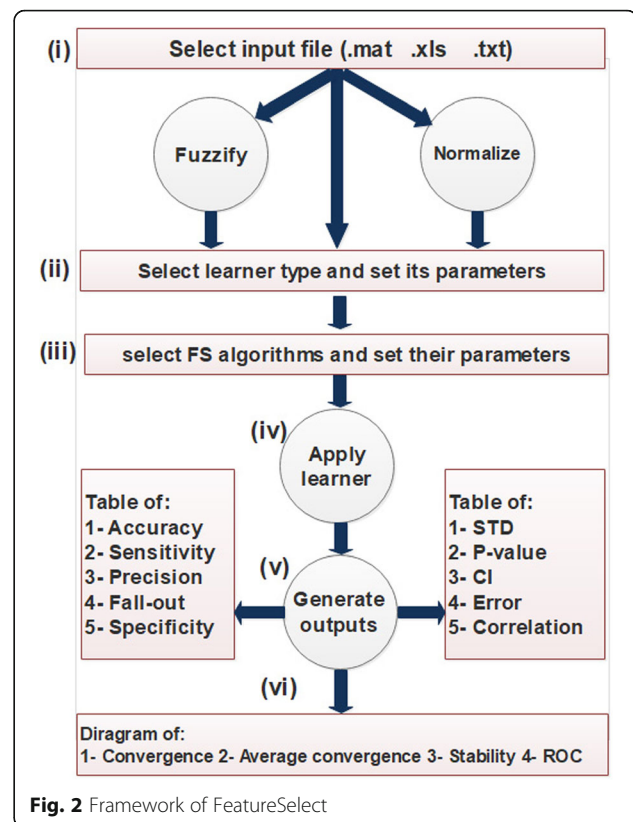 (i) Select input file (.mat .xls .txt)
Fuzzify
Normalize
(ii) Select learner type and set its parameters
(iii) select FS algorithms and set their parameters
(iv) Apply
learner
Table of:
1- Accuracy
2- Sensitivity
3- Precision
4- Fall-out
5- Specificity
(v) Generate
outputs
Table of:
1- STD
2- P-value
3- CI
4- Error
5- Correlation
(vi)
Diragram of:
1- Convergence 2- Average convergence 3- Stability 4- ROC
Fig. 2 Framework of FeatureSelect